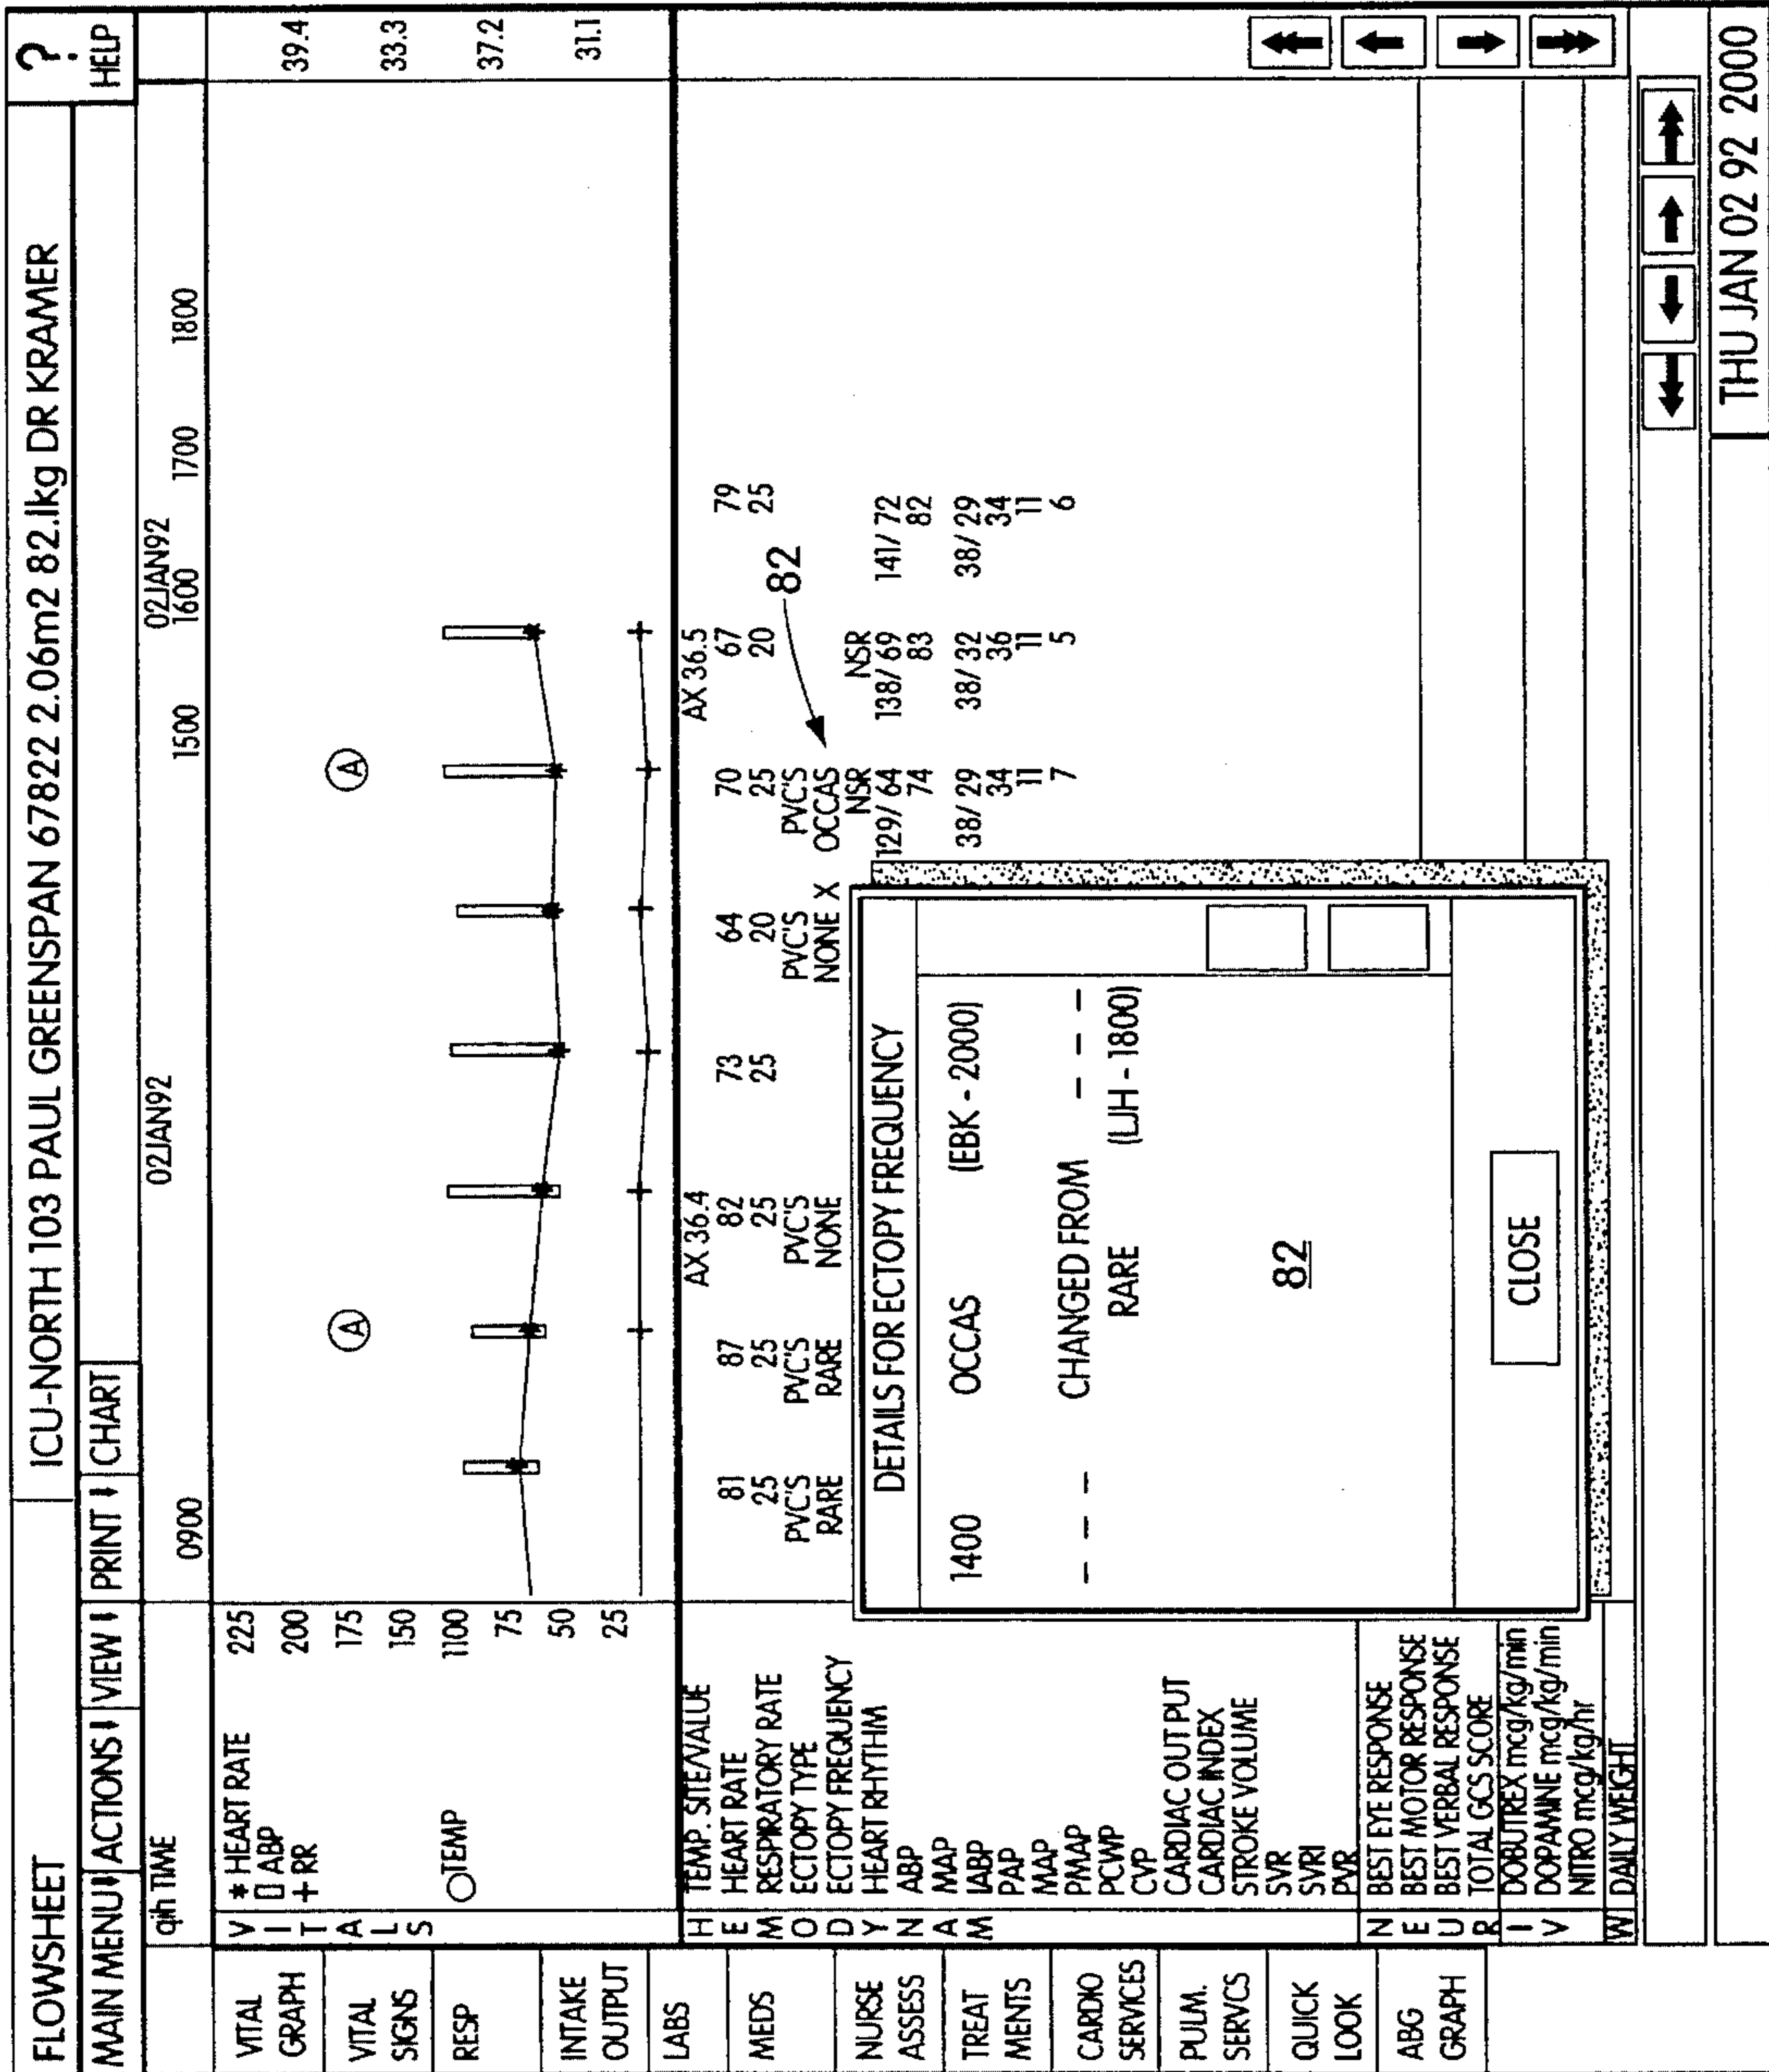 FLOWSHEET
ICU-NORTH 103 PAUL GREENSPAN 67822 2.06m2 82.1kg DR KRAMER
?
HELP
MAIN MENU
ACTIONS
VIEW
PRINT
CHART
qih TIME
0900
02JAN92
1500
02JAN92
1600
1700
1800
VITALS
* HEART RATE
ABP
+ RR
TEMP
225
200
175
150
1100
75
50
25
A
A
39.4
33.3
37.2
31.1
VITAL
GRAPH
VITAL
SIGNS
RESP
INTAKE
OUTPUT
LABS
MEDS
NURSE
ASSESS
TREAT
MENTS
CARDIO
SERVICES
PULM.
SERVCS
QUICK
LOOK
ABG
GRAPH
HEMODYNAM
TEMP. SITE/VALUE AX 36.4 AX 36.5
HEART RATE 81 87 82 73 64 70 67 79
RESPIRATORY RATE 25 25 25 25 20 25 20 25
ECTOPY TYPE PVC'S PVC'S PVC'S PVC'S PVC'S
ECTOPY FREQUENCY RARE RARE NONE NONE X OCCAS
82
HEART RHYTHM NSR NSR
ABP 129/ 64 138/ 69 141/ 72
MAP 74 83 82
IABP
PAP 38/ 29 38/ 32 38/ 29
MAP 34 36 34
PMAP 11 11 11
PCWP 7 5 6
CVP
CARDIAC OUTPUT
CARDIAC INDEX
STROKE VOLUME
SVR
SVRI
PVR
NEUR
BEST EYE RESPONSE
BEST MOTOR RESPONSE
BEST VERBAL RESPONSE
TOTAL GCS SCORE
IV
DOBUTREX mcg/kg/min
DOPAMINE mcg/kg/min
NITRO mcg/kg/hr
W DAILY WEIGHT
DETAILS FOR ECTOPY FREQUENCY
1400 OCCAS (EBK - 2000)
- - - CHANGED FROM - - - -
RARE (LJH - 1800)
82
CLOSE
THU JAN 02 92 2000